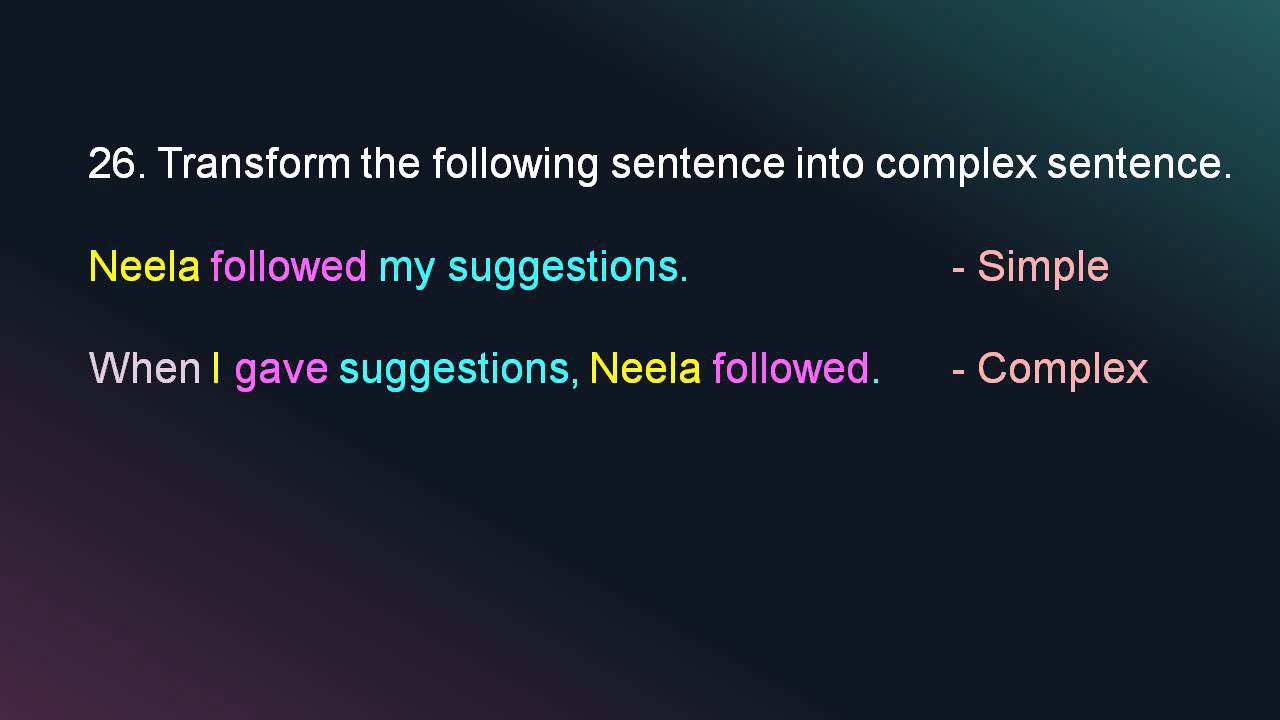 26. Transform the following sentence into complex sentence.
Neela followed my suggestions. - Simple
When I gave suggestions, Neela followed. - Complex